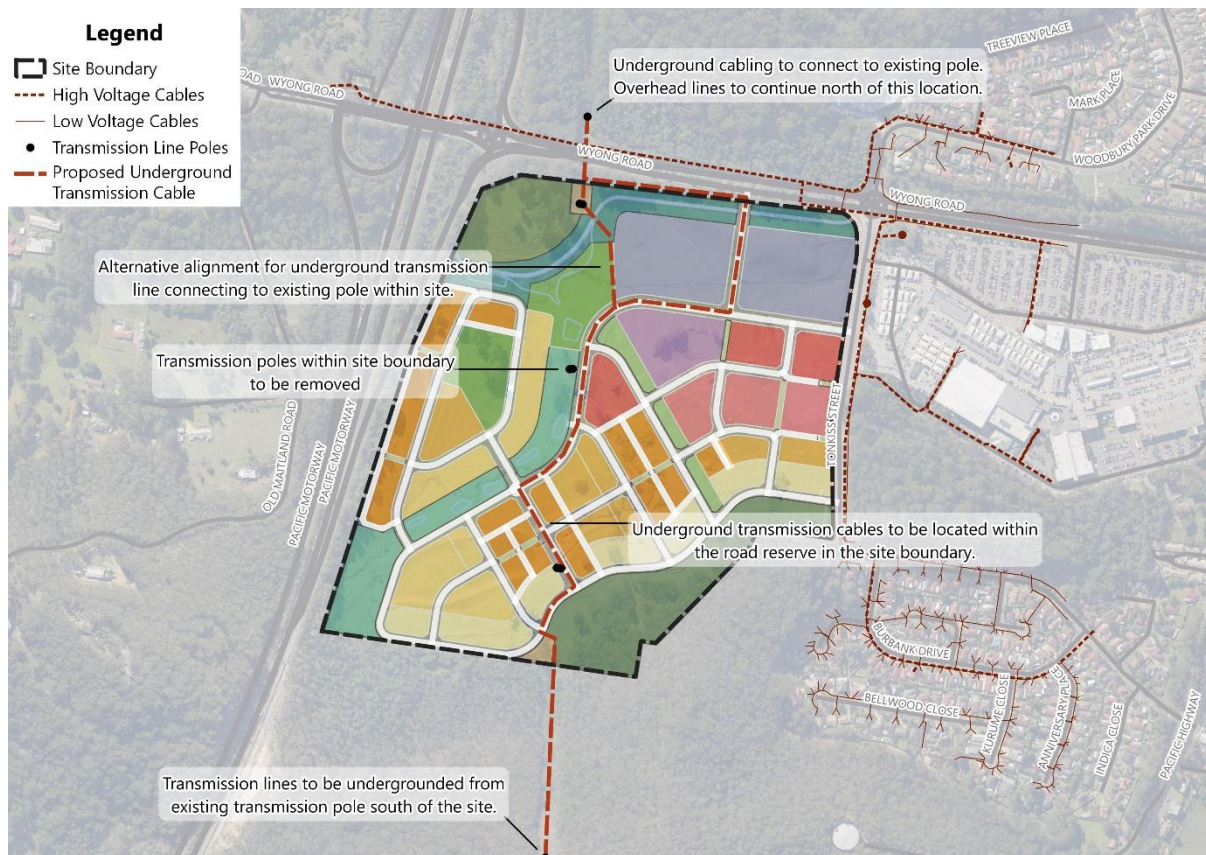 Legend
Site Boundary
High Voltage Cables
Low Voltage Cables
Transmission Line Poles
Proposed Underground
Transmission Cable
ROAD
WYONG ROAD
Underground cabling to connect to existing pole.
Overhead lines to continue north of this location.
TREEVIEW PLACE
MARK PLACE
WOODBURY PARK DRIVE
WYONG ROAD
WYONG ROAD
Alternative alignment for underground transmission
line connecting to existing pole within site.
Transmission poles within site boundary
to be removed
OLD MAITLAND ROAD
PACIFIC MOTORWAY
PACIFIC MOTORWAY
TONKISS STREET
Underground transmission cables to be located within
the road reserve in the site boundary.
BURBANK DRIVE
BELLWOOD CLOSE
KURUME CLOSE
ANNIVERSARY PLACE
INDICA CLOSE
PACIFIC HIGHWAY
Transmission lines to be undergrounded from
existing transmission pole south of the site.